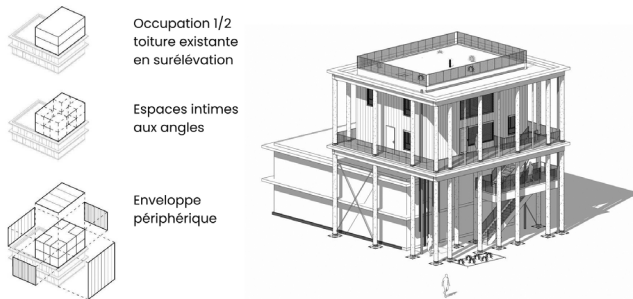 Occupation 1/2
toiture existante
en surélévation
Espaces intimes
aux angles
Enveloppe
périphérique